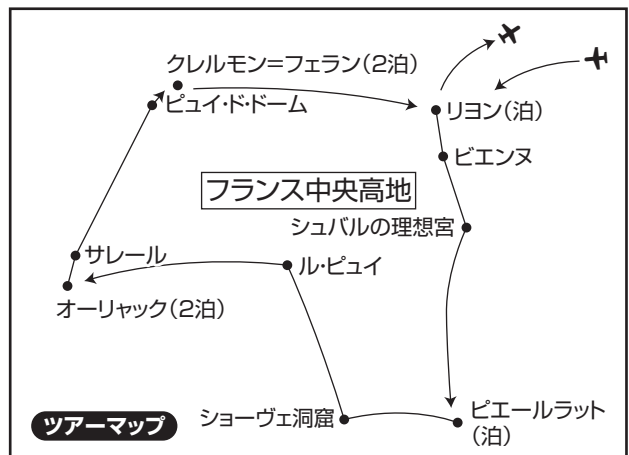 クレルモン=フェラン(2泊)
ピュイ・ド・ドーム
リヨン(泊)
ビエンヌ
フランス中央高地
シュバルの理想宮
サレール
ル・ピュイ
オーリャック(2泊)
ツアーマップ
ショーヴェ洞窟
ピエールラット
(泊)